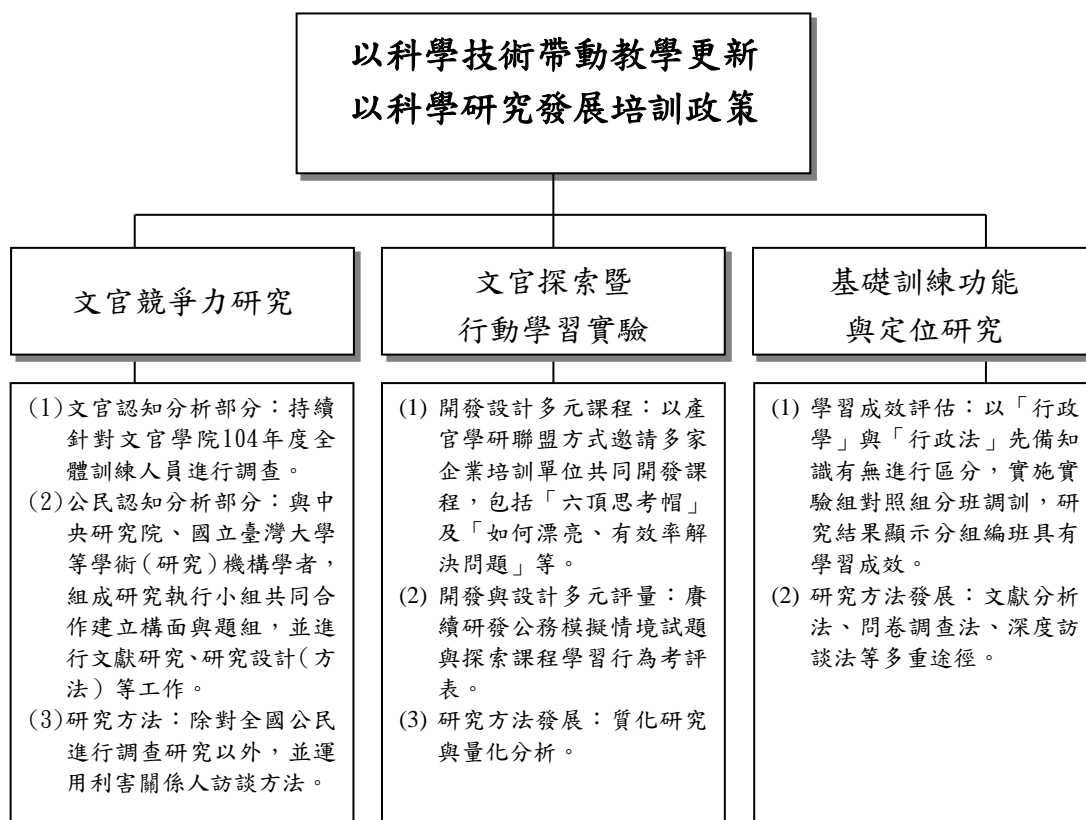 以科學技術帶動教學更新
以科學研究發展培訓政策
文官競爭力研究
(1)文官認知分析部分：持續
針對文官學院104年度全
體訓練人員進行調查。
(2)公民認知分析部分：與中
央研究院、國立臺灣大學
等學術(研究)機構學者，
組成研究執行小組共同合
作建立構面與題組，並進
行文獻研究、研究設計(方
法)等工作。
(3)研究方法：除對全國公民
進行調查研究以外，並運
用利害關係人訪談方法。
文官探索暨
行動學習實驗
(1) 開發設計多元課程：以產
官學研聯盟方式邀請多家
企業培訓單位共同開發課
程，包括「六頂思考帽」
及「如何漂亮、有效率解
決問題」等。
(2) 開發與設計多元評量：賡
續研發公務模擬情境試題
與探索課程學習行為考評
表。
(3) 研究方法發展：質化研究
與量化分析。
基礎訓練功能
與定位研究
(1) 學習成效評估：以「行政
學」與「行政法」先備知
識有無進行區分，實施實
驗組對照組分班調訓，研
究結果顯示分組編班具有
學習成效。
(2) 研究方法發展：文獻分析
法、問卷調查法、深度訪
談法等多重途徑。